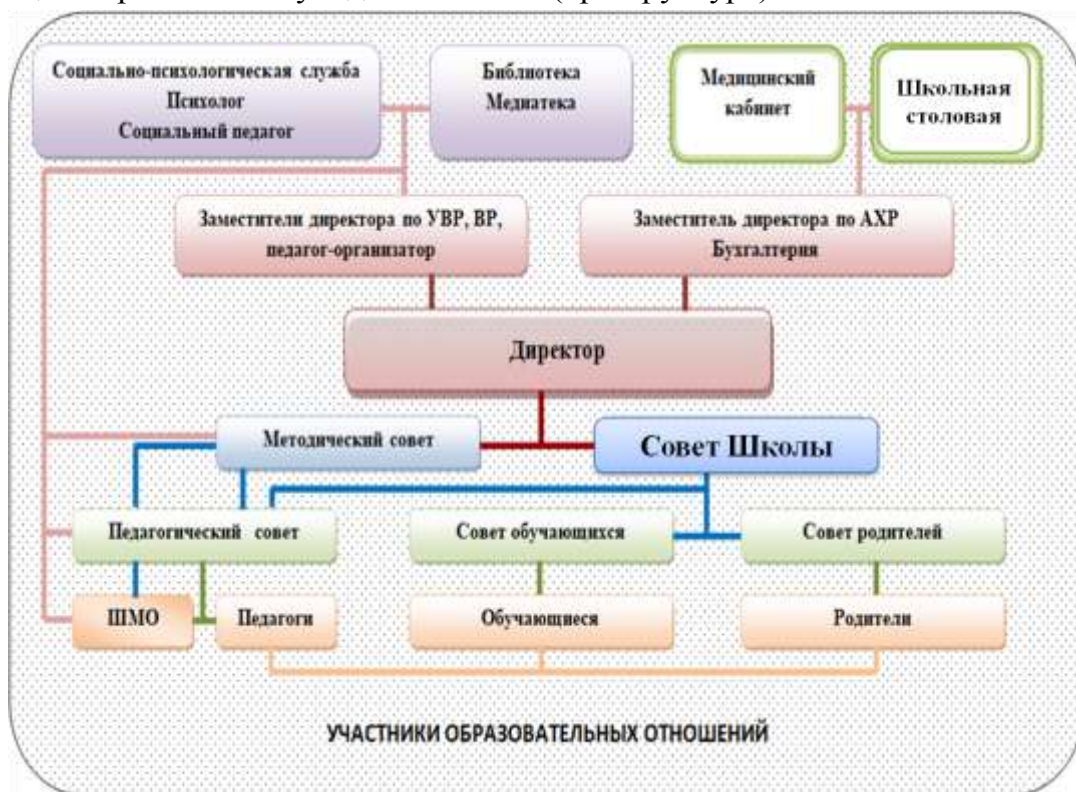 Социально-психологическая служба
Психолог
Социальный педагог
Библиотека
Медиатека
Медицинский
кабинет
Школьная
столовая
Заместители директора по УВР, ВР,
педагог-организатор
Заместитель директора по АХР
Бухгалтерия
Директор
Методический совет
Совет Школы
Педагогический совет
Совет обучающихся
Совет родителей
ШМО
Педагоги
Обучающиеся
Родители
УЧАСТНИКИ ОБРАЗОВАТЕЛЬНЫХ ОТНОШЕНИЙ